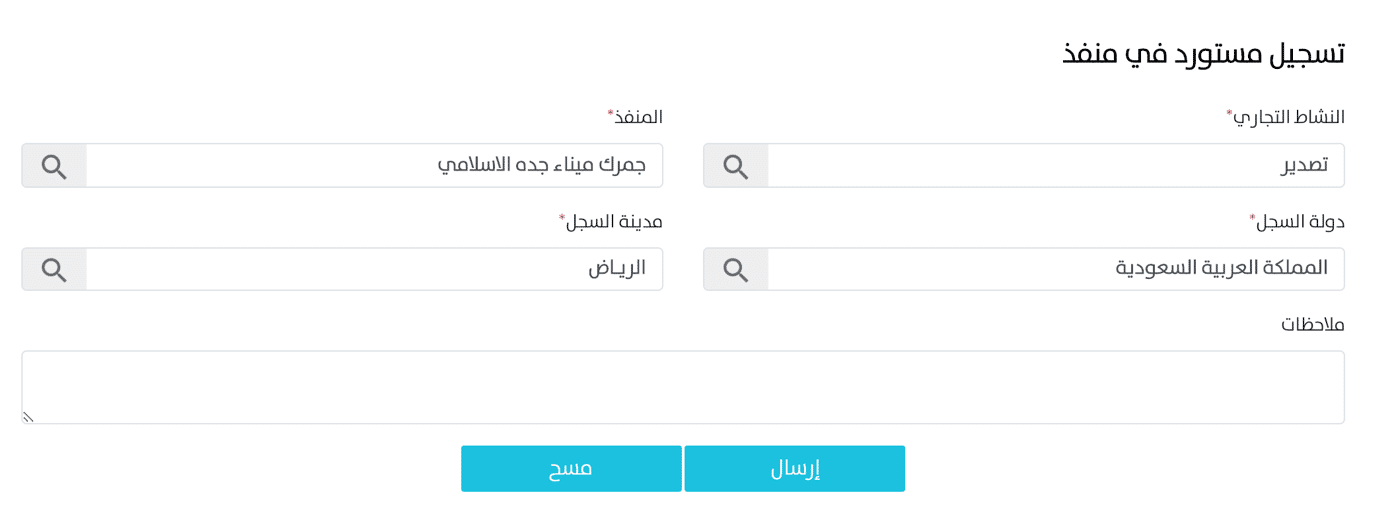 تسجيل مستورد في منفذ
النشاط التجاري*
المنفذ*
تصدير
جمرك ميناء جده الاسلامي
دولة السجل*
مدينة السجل*
المملكة العربية السعودية
الريـاض
ملاحظات
إرسال
مسح